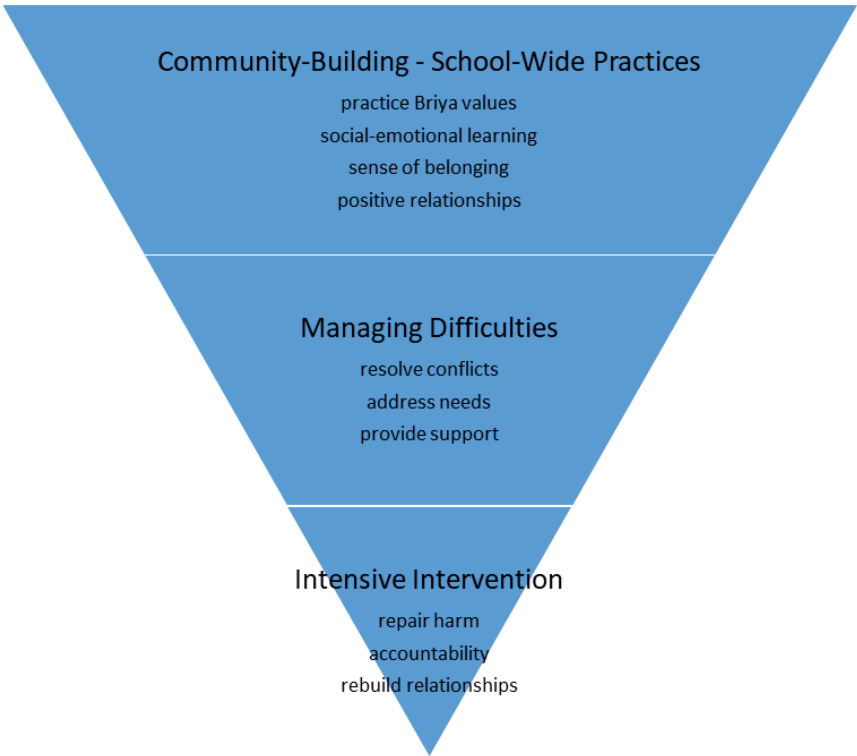 Community-Building - School-Wide Practices
practice Briya values
social-emotional learning
sense of belonging
positive relationships
Managing Difficulties
resolve conflicts
address needs
provide support
Intensive Intervention
repair harm
accountability
rebuild relationships